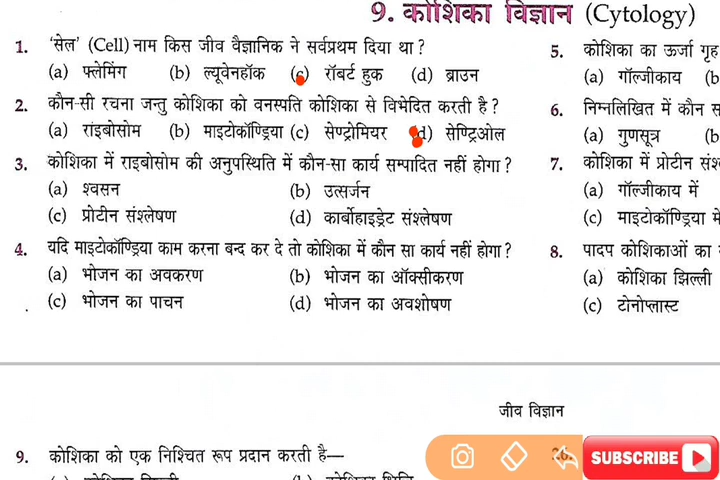 9. कोशिका विज्ञान (Cytology)
1. ‘सेल’ (Cell) नाम किस जीव वैज्ञानिक ने सर्वप्रथम दिया था ?
(a) फ्लेमिंग (b) ल्यूवेनहॉक (c) रॉबर्ट हुक (d) ब्राउन
2. कौन-सी रचना जन्तु कोशिका को वनस्पति कोशिका से विभेदित करती है ?
(a) रांइबोसोम (b) माइटोकॉण्ड्रिया (c) सेण्ट्रोमियर (d) सेण्ट्रिओल
3. कोशिका में राइबोसोम की अनुपस्थिति में कौन-सा कार्य सम्पादित नहीं होगा ?
(a) श्वसन (b) उत्सर्जन
(c) प्रोटीन संश्लेषण (d) कार्बोहाइड्रेट संश्लेषण
4. यदि माइटोकॉण्ड्रिया काम करना बन्द कर दे तो कोशिका में कौन सा कार्य नहीं होगा ?
(a) भोजन का अवकरण (b) भोजन का ऑक्सीकरण
(c) भोजन का पाचन (d) भोजन का अवशोषण
5. कोशिका का ऊर्जा गृह
(a) गॉल्जीकाय (b
6. निम्नलिखित में कौन
(a) गुणसूत्र (b
7. कोशिका में प्रोटीन
(a) गॉल्जीकाय में
(c) माइटोकॉण्ड्रिया में
8. पादप कोशिकाओं का
(a) कोशिका झिल्ली
(c) टोनोप्लास्ट
जीव विज्ञान
9. कोशिका को एक निश्चित रूप प्रदान करती है—
SUBSCRIBE